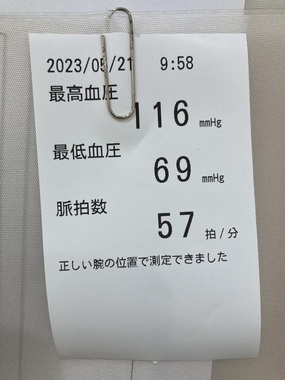 2023/05/21 9:58
最高血圧
116 mmHg
最低血圧
69 mmHg
脈拍数
57 拍/分
正しい腕の位置で測定できました